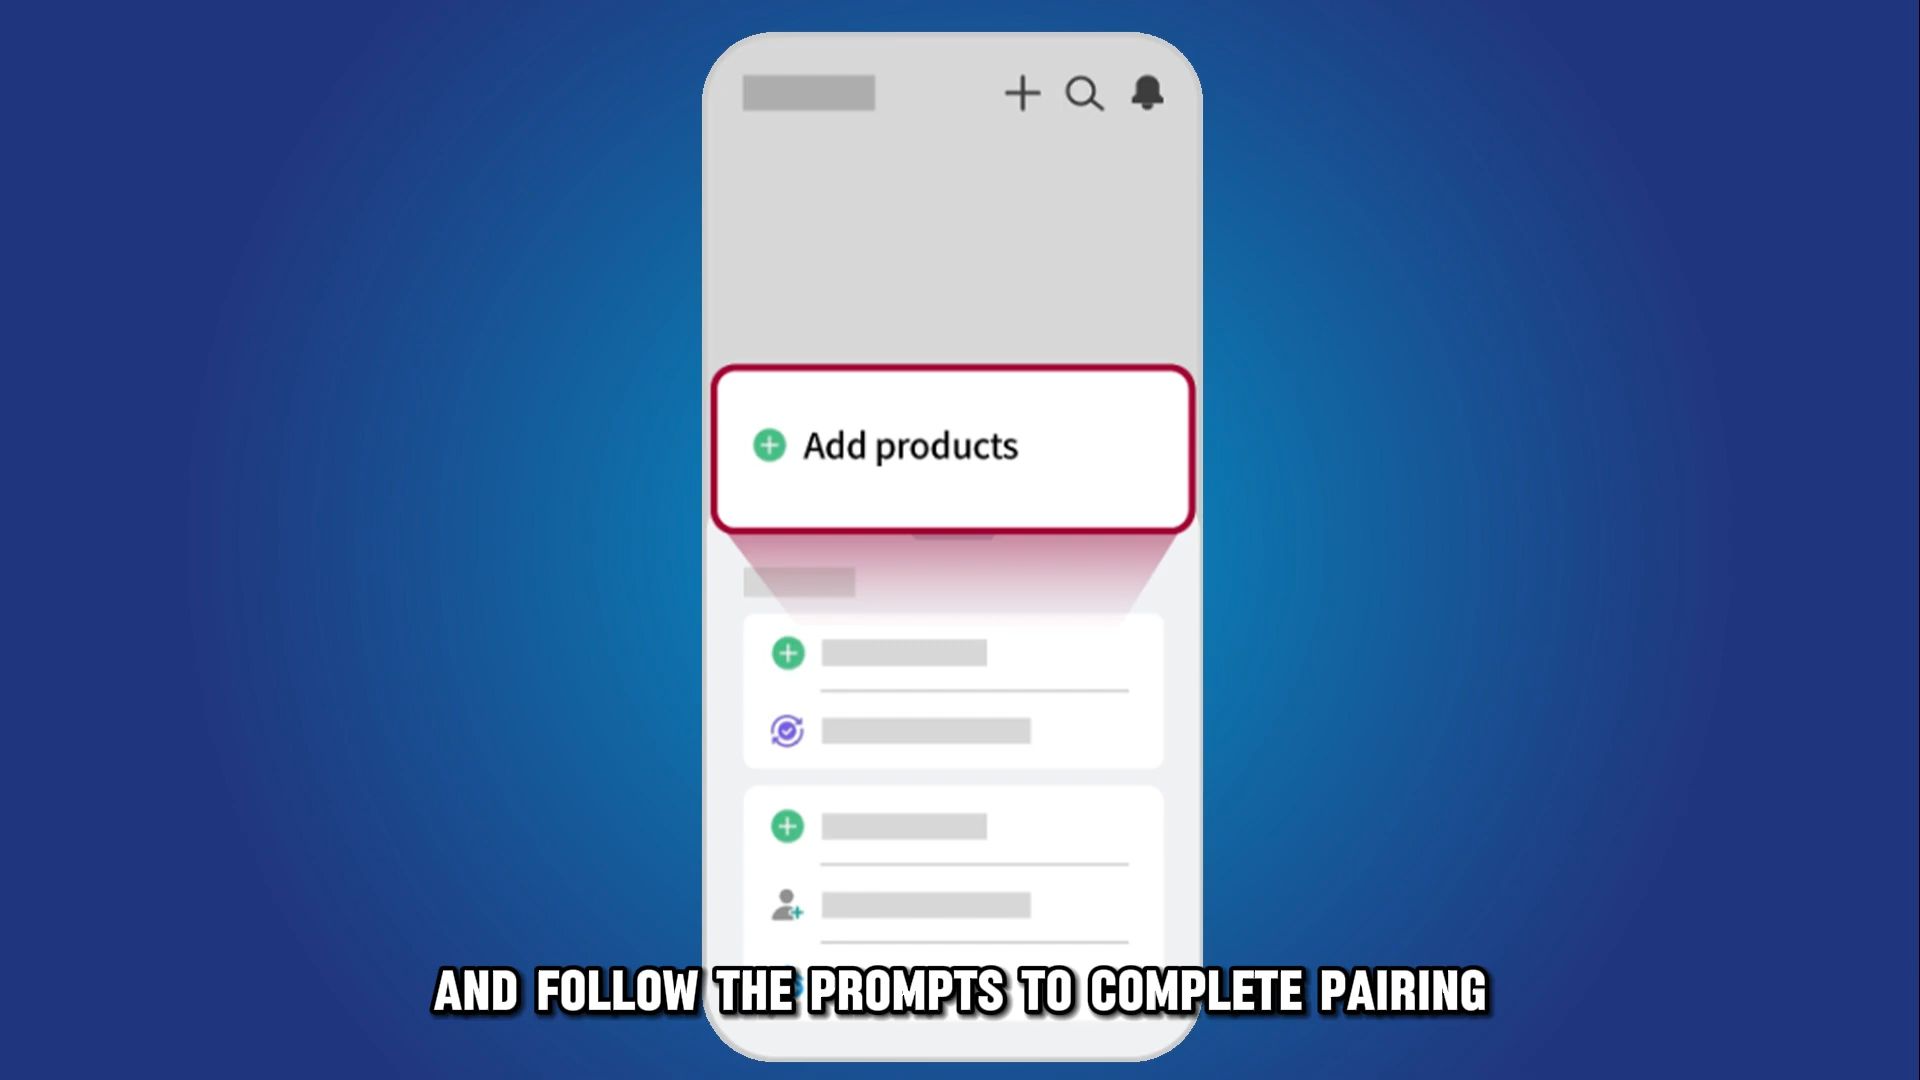 Add products
AND FOLLOW THE PROMPTS TO COMPLETE PAIRING